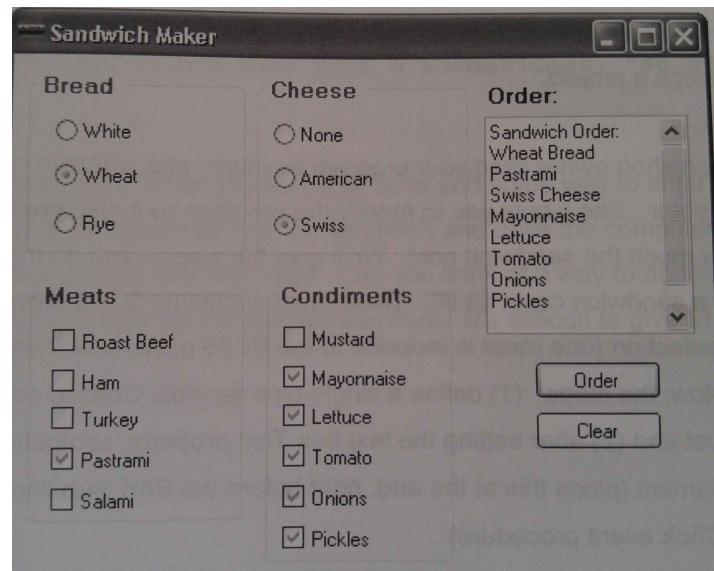 Sandwich Maker
Bread
White
Wheat
Rye
Cheese
None
American
Swiss
Order:
Sandwich Order:
Wheat Bread
Pastrami
Swiss Cheese
Mayonnaise
Lettuce
Tomato
Onions
Pickles
Meats
Roast Beef
Ham
Turkey
Pastrami
Salami
Condiments
Mustard
Mayonnaise
Lettuce
Tomato
Onions
Pickles
Order
Clear